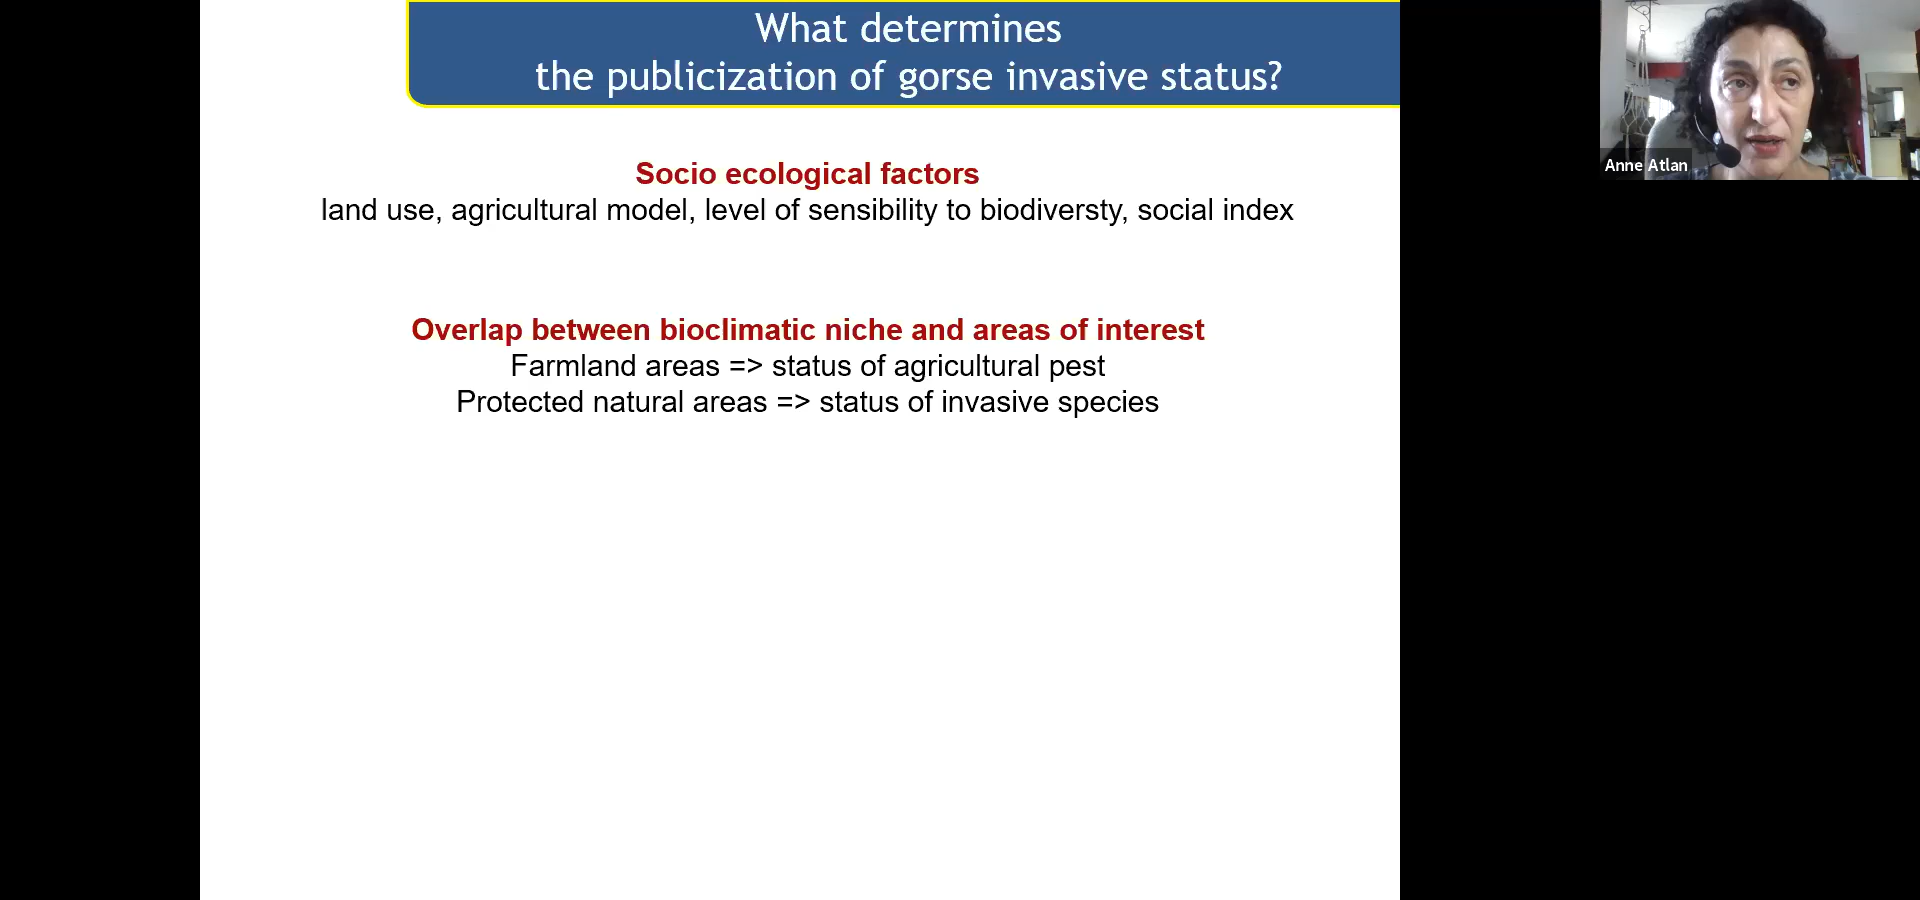 What determines
the publicization of gorse invasive status?
Socio ecological factors
land use, agricultural model, level of sensibility to biodiversty, social index
Overlap between bioclimatic niche and areas of interest
Farmland areas => status of agricultural pest
Protected natural areas => status of invasive species
Anne Atlan